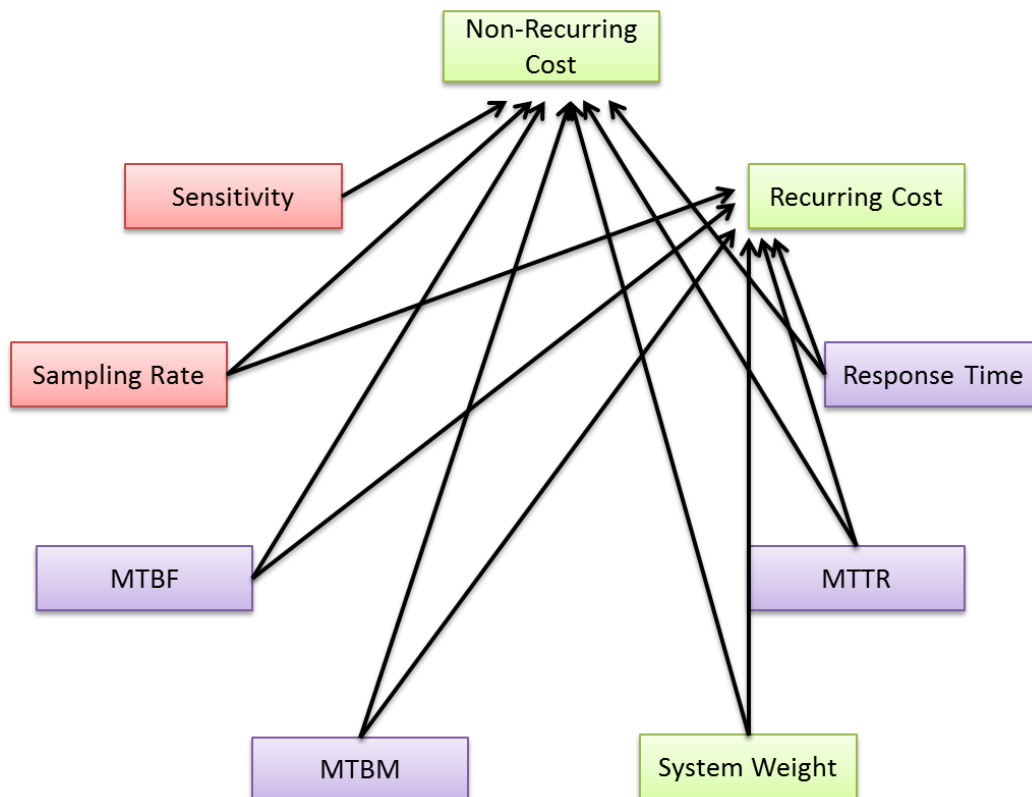 Non-Recurring
Cost
Sensitivity
Recurring Cost
Sampling Rate
Response Time
MTBF
MTTR
MTBM
System Weight